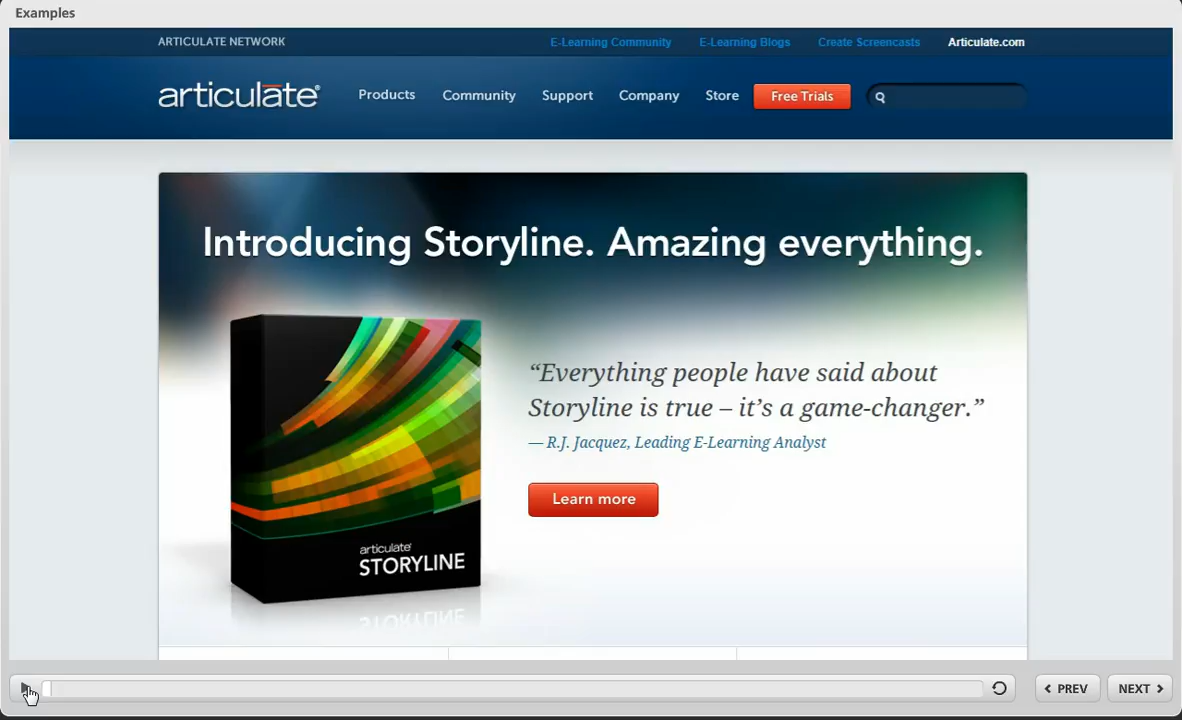 Examples
ARTICULATE NETWORK
E-Learning Community
E-Learning Blogs
Create Screencasts
Articulate.com
articulate®
Products
Community
Support
Company
Store
Free Trials
Introducing Storyline. Amazing everything.
“Everything people have said about
Storyline is true – it’s a game-changer.”
— R.J. Jacquez, Leading E-Learning Analyst
Learn more
articulate®
STORYLINE
PREV
NEXT